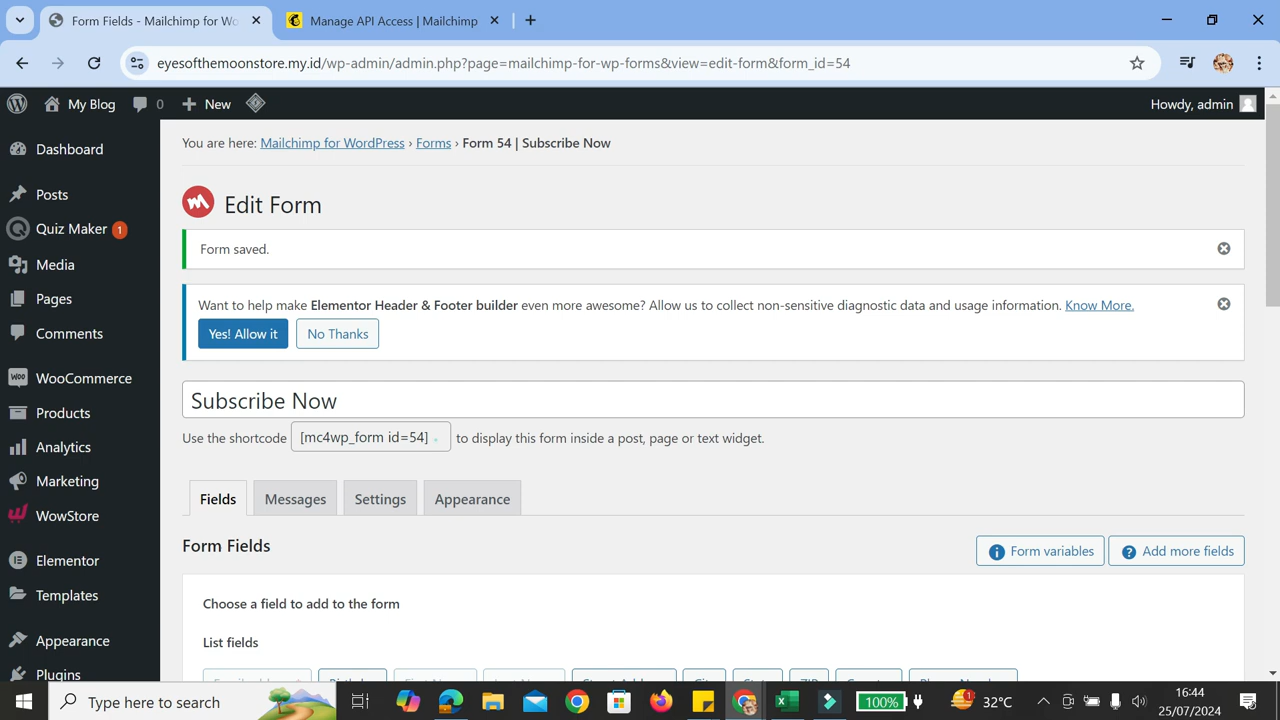 Form Fields - Mailchimp for Wo
Manage API Access | Mailchimp
eyesofthemoonstore.my.id/wp-admin/admin.php?page=mailchimp-for-wp-forms&view=edit-form&form_id=54
My Blog 0 New Howdy, admin
Dashboard
Posts
Quiz Maker 1
Media
Pages
Comments
WooCommerce
Products
Analytics
Marketing
WowStore
Elementor
Templates
Appearance
Plugins
You are here: Mailchimp for WordPress › Forms › Form 54 | Subscribe Now
Edit Form
Form saved.
Want to help make Elementor Header & Footer builder even more awesome? Allow us to collect non-sensitive diagnostic data and usage information. Know More.
Yes! Allow it No Thanks
Subscribe Now
Use the shortcode [mc4wp_form id=54] to display this form inside a post, page or text widget.
Fields Messages Settings Appearance
Form Fields
Form variables Add more fields
Choose a field to add to the form
List fields
Type here to search
100%
1
32°C
16:44
25/07/2024